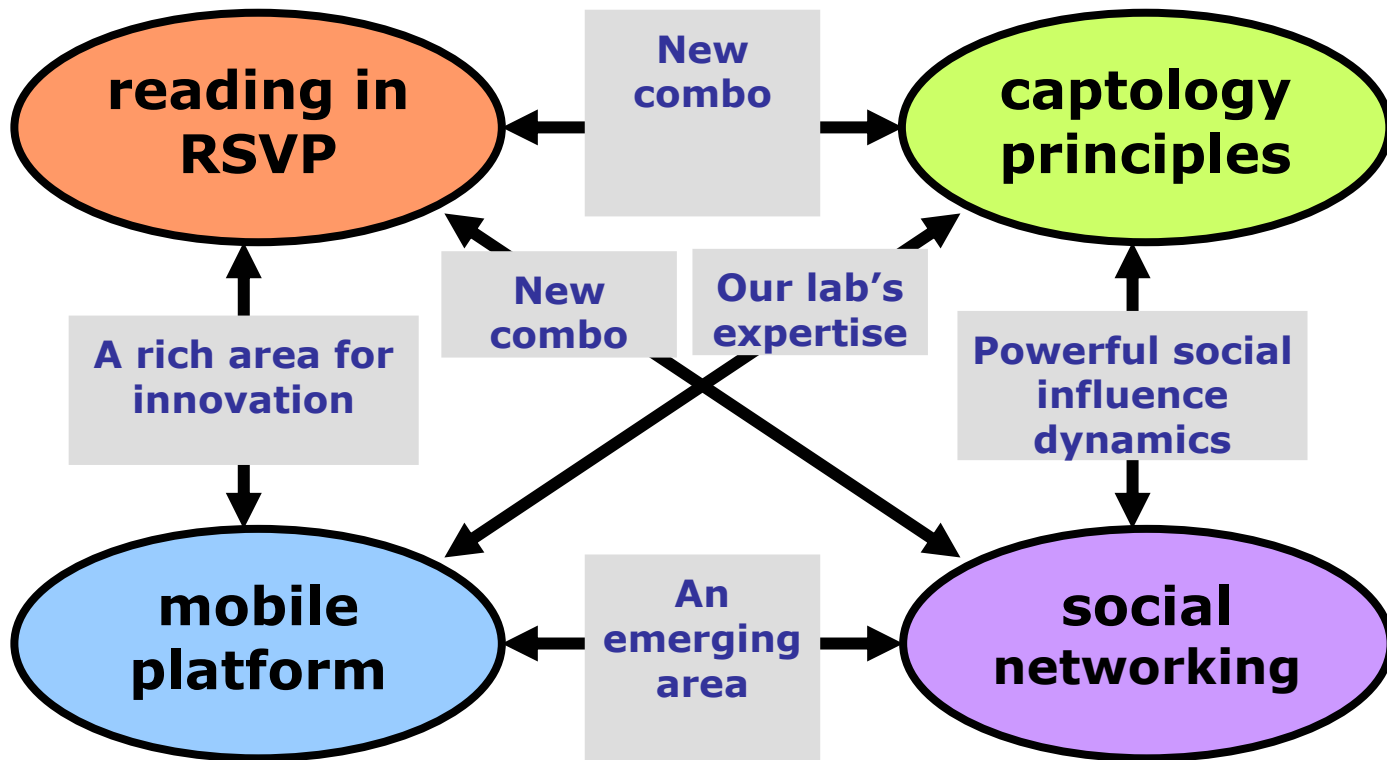 reading in
RSVP
New
combo
captology
principles
New
combo
Our lab’s
expertise
A rich area for
innovation
Powerful social
influence
dynamics
mobile
platform
An
emerging
area
social
networking